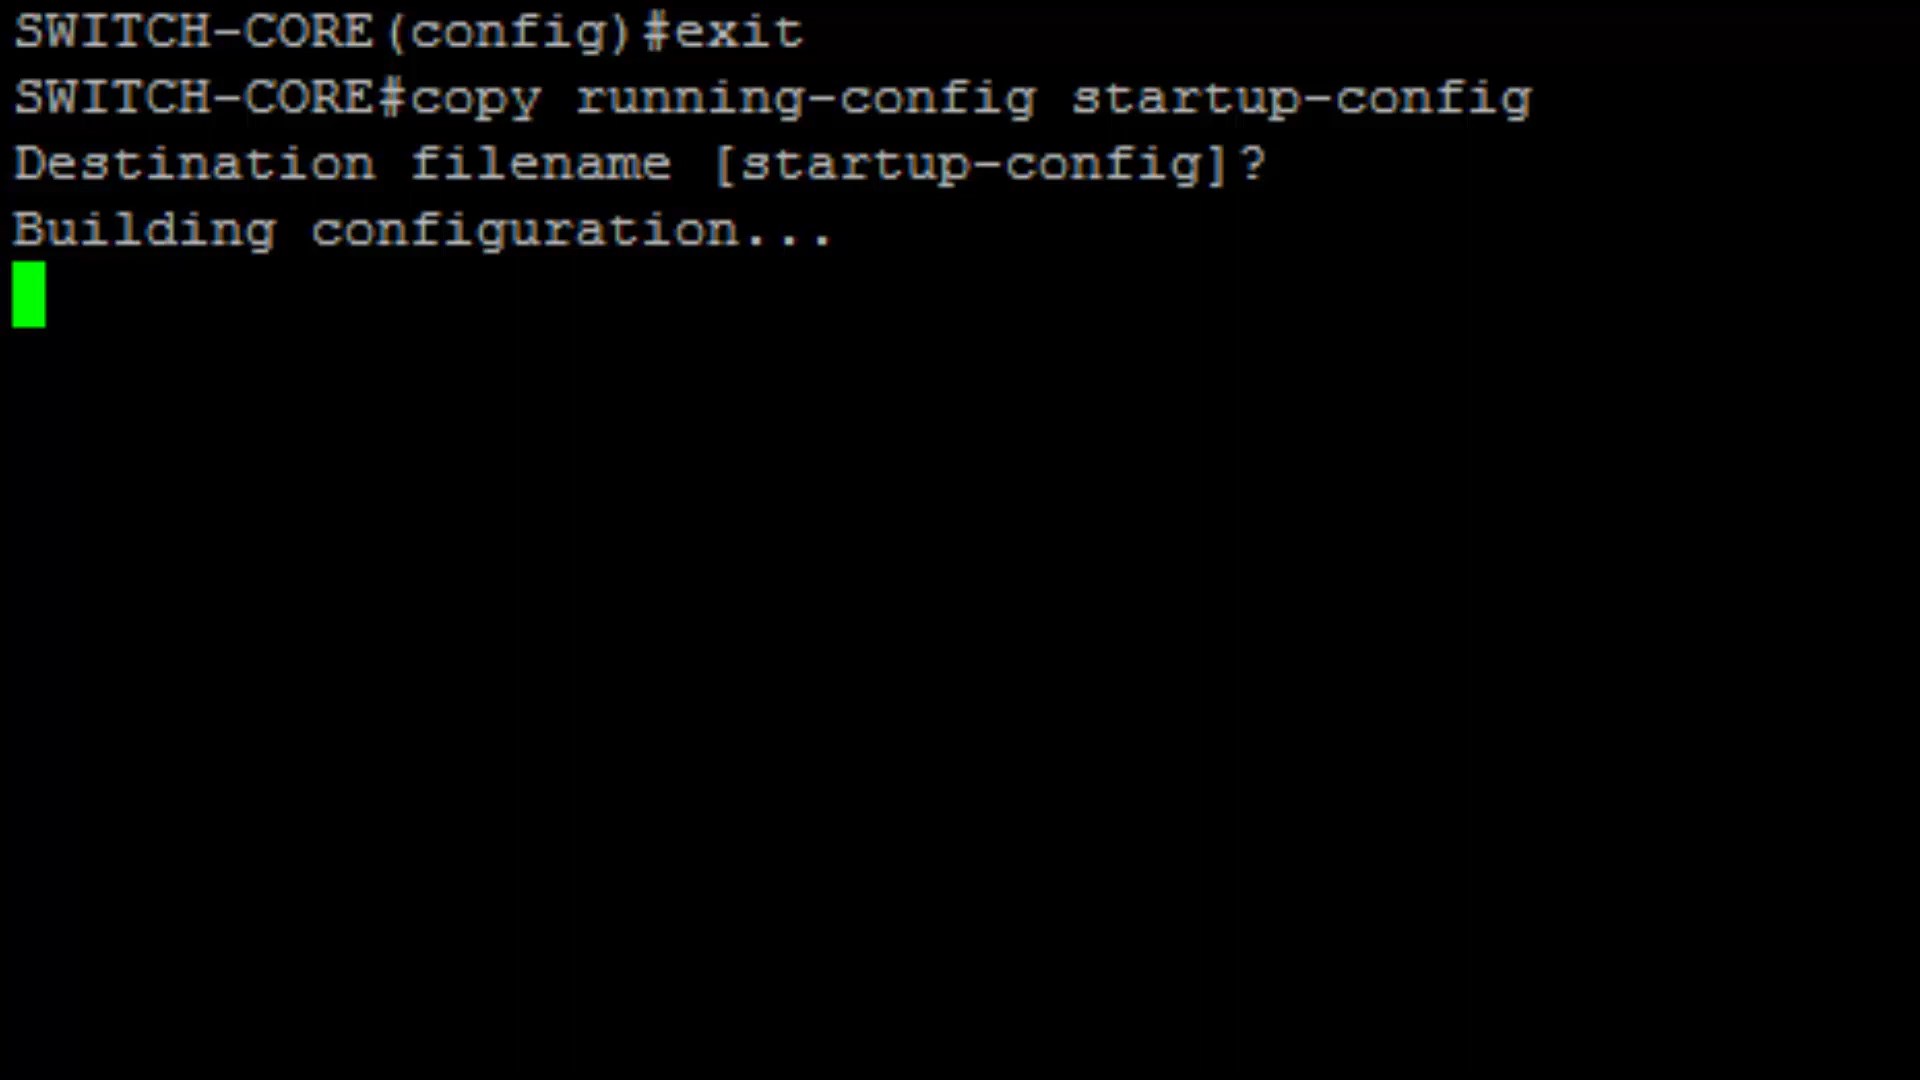 SWITCH-CORE(config)#exit
SWITCH-CORE#copy running-config startup-config
Destination filename [startup-config]?
Building configuration...